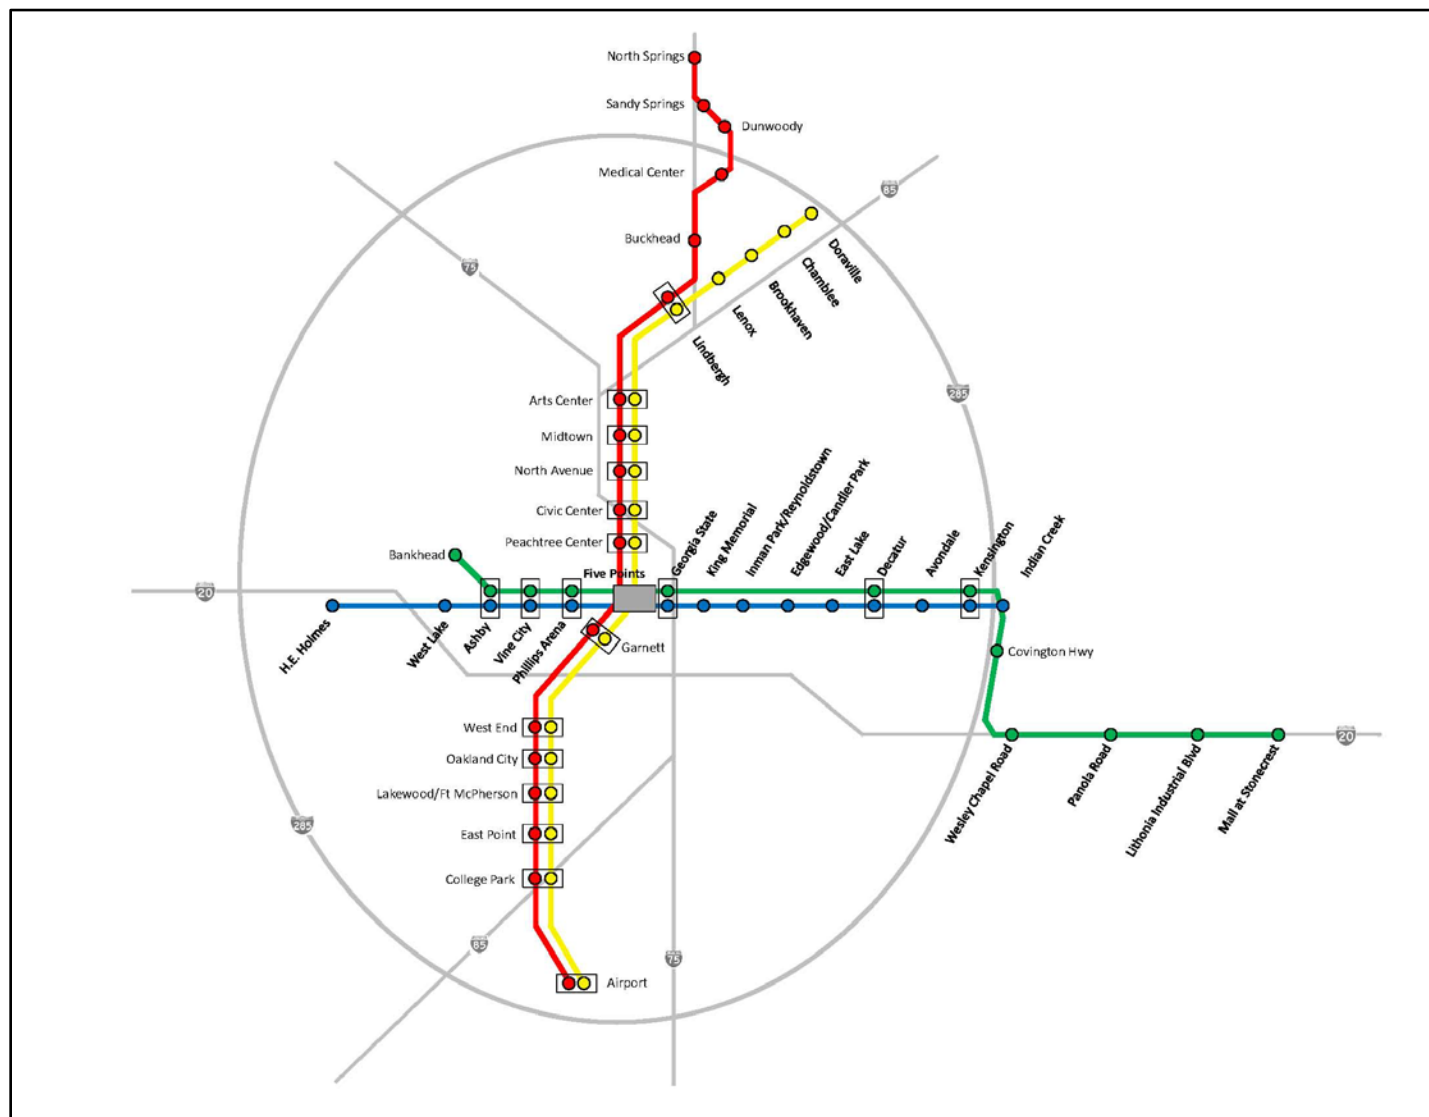 North Springs
Sandy Springs
Dunwoody
Medical Center
85
Buckhead
Doraville
75
Chamblee
Brookhaven
Lenox
Lindbergh
285
Arts Center
Midtown
North Avenue
Civic Center
Peachtree Center
Georgia State
King Memorial
Inman Park/Reynoldstown
Edgewood/Candler Park
East Lake
Decatur
Avondale
Kensington
Indian Creek
Bankhead
Five Points
20
H.E. Holmes
West Lake
Ashby
Vine City
Phillips Arena
Garnett
Covington Hwy
West End
Oakland City
Lakewood/Ft McPherson
East Point
College Park
Airport
Wesley Chapel Road
Panola Road
Lithonia Industrial Blvd
Mall at Stonecrest
20
285
85
75